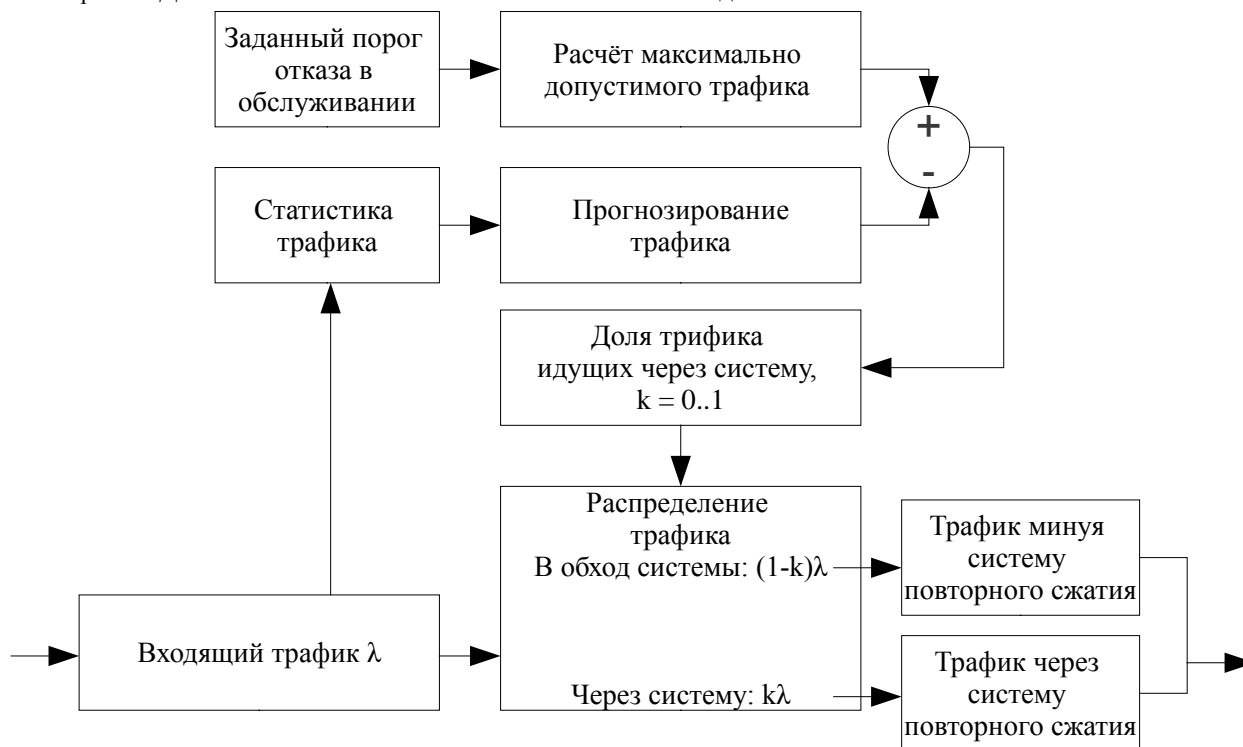 Заданный порог
отказа в
обслуживании
Расчёт максимально
допустимого трафика
+
-
Статистика
трафика
Прогнозирование
трафика
Доля трифика
идущих через систему,
k = 0..1
Распределение
трафика
В обход системы: (1-k)λ
Через систему: kλ
Трафик минуя
систему
повторного сжатия
Входящий трафик λ
Трафик через
систему
повторного сжатия